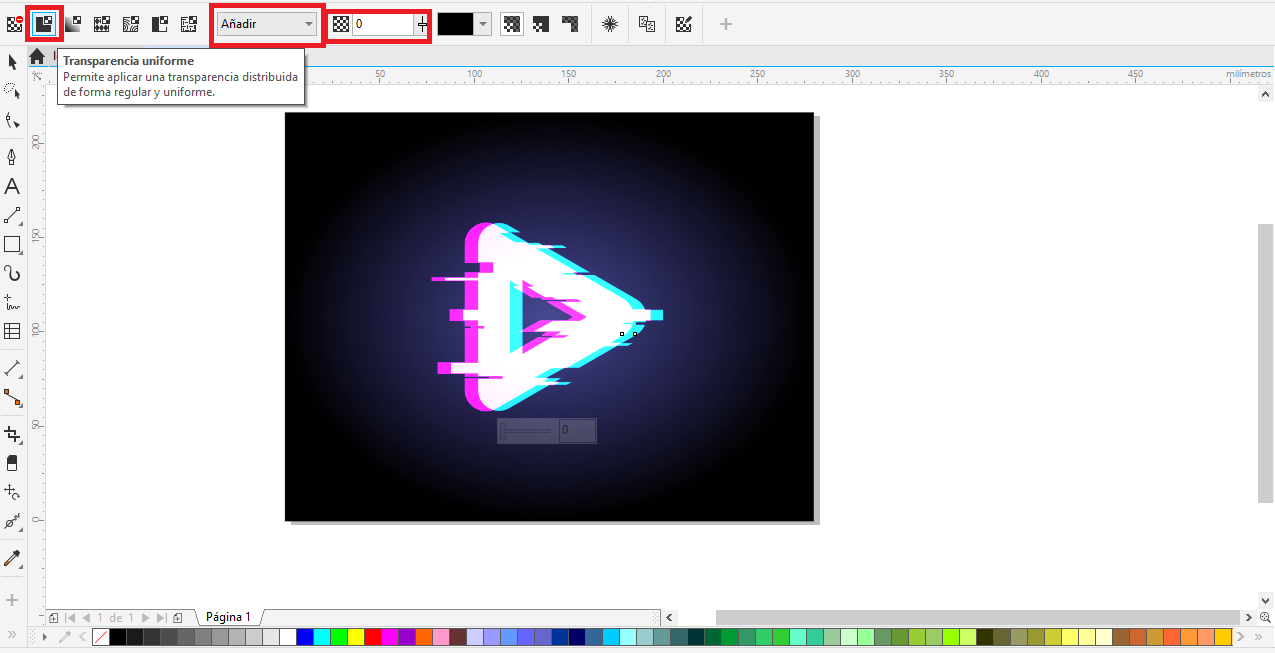 Añadir
0
Transparencia uniforme
Permite aplicar una transparencia distribuida
de forma regular y uniforme.
50
100
150
200
250
300
350
400
450
milímetros
200
150
100
50
0
0
1 de 1
Página 1